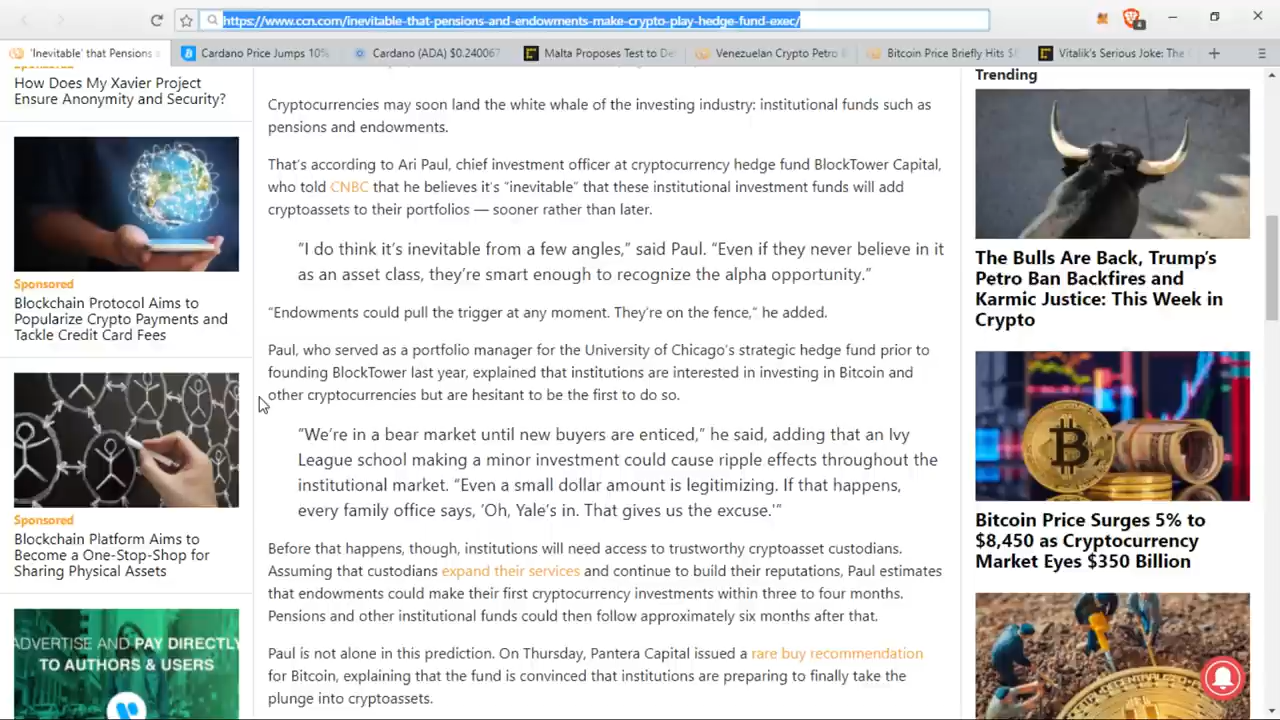 https://www.ccn.com/inevitable-that-pensions-and-endowments-make-crypto-play-hedge-fund-exec/
4
'Inevitable' that Pensions
Cardano Price Jumps 10%
Cardano (ADA) $0.240067
Malta Proposes Test to De
Venezuelan Crypto Petro
Bitcoin Price Briefly Hits $
Vitalik's Serious Joke: The
Sponsored
How Does My Xavier Project
Ensure Anonymity and Security?
Sponsored
Blockchain Protocol Aims to
Popularize Crypto Payments and
Tackle Credit Card Fees
Sponsored
Blockchain Platform Aims to
Become a One-Stop-Shop for
Sharing Physical Assets
ADVERTISE AND PAY DIRECTLY
TO AUTHORS & USERS
Cryptocurrencies may soon land the white whale of the investing industry: institutional funds such as
pensions and endowments.
That's according to Ari Paul, chief investment officer at cryptocurrency hedge fund BlockTower Capital,
who told CNBC that he believes it's "inevitable" that these institutional investment funds will add
cryptoassets to their portfolios — sooner rather than later.
"I do think it's inevitable from a few angles," said Paul. "Even if they never believe in it
as an asset class, they're smart enough to recognize the alpha opportunity."
"Endowments could pull the trigger at any moment. They're on the fence," he added.
Paul, who served as a portfolio manager for the University of Chicago's strategic hedge fund prior to
founding BlockTower last year, explained that institutions are interested in investing in Bitcoin and
other cryptocurrencies but are hesitant to be the first to do so.
"We're in a bear market until new buyers are enticed," he said, adding that an Ivy
League school making a minor investment could cause ripple effects throughout the
institutional market. "Even a small dollar amount is legitimizing. If that happens,
every family office says, 'Oh, Yale's in. That gives us the excuse.'"
Before that happens, though, institutions will need access to trustworthy cryptoasset custodians.
Assuming that custodians expand their services and continue to build their reputations, Paul estimates
that endowments could make their first cryptocurrency investments within three to four months.
Pensions and other institutional funds could then follow approximately six months after that.
Paul is not alone in this prediction. On Thursday, Pantera Capital issued a rare buy recommendation
for Bitcoin, explaining that the fund is convinced that institutions are preparing to finally take the
plunge into cryptoassets.
Trending
The Bulls Are Back, Trump's
Petro Ban Backfires and
Karmic Justice: This Week in
Crypto
Bitcoin Price Surges 5% to
$8,450 as Cryptocurrency
Market Eyes $350 Billion